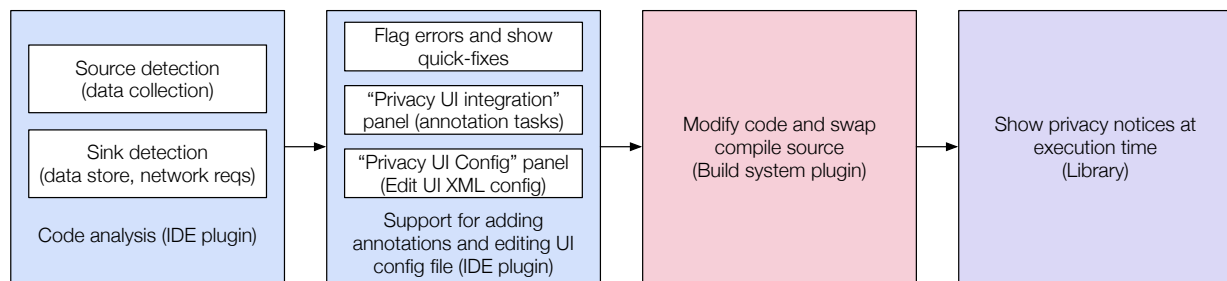 Source detection
(data collection)
Sink detection
(data store, network reqs)
Code analysis (IDE plugin)
Flag errors and show
quick-fixes
“Privacy UI integration”
panel (annotation tasks)
“Privacy UI Config” panel
(Edit UI XML config)
Support for adding
annotations and editing UI
config file (IDE plugin)
Modify code and swap
compile source
(Build system plugin)
Show privacy notices at
execution time
(Library)